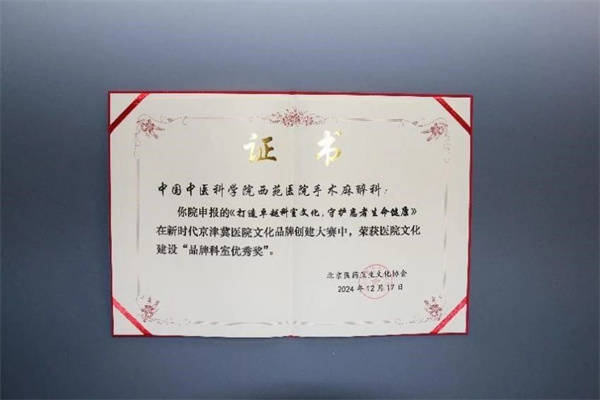 证书
中国中医科学院西苑医院手术麻醉科：
你院申报的《打造卓越科室文化，守护患者生命健康》
在新时代京津冀医院文化品牌创建大赛中，荣获医院文化
建设“品牌科室优秀奖”。
北京医药卫生文化协会
2024年12月17日